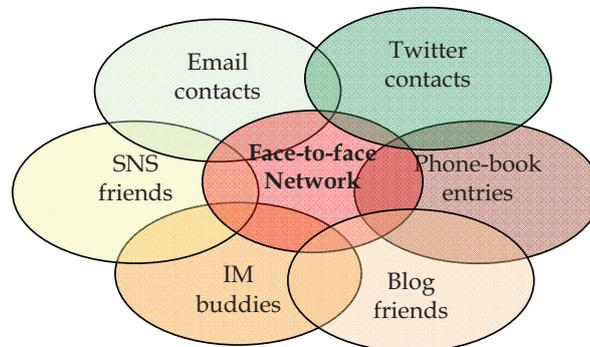 Email
contacts
Twitter
contacts
SNS
friends
Face-to-face
Network
Phone-book
entries
IM
buddies
Blog
friends